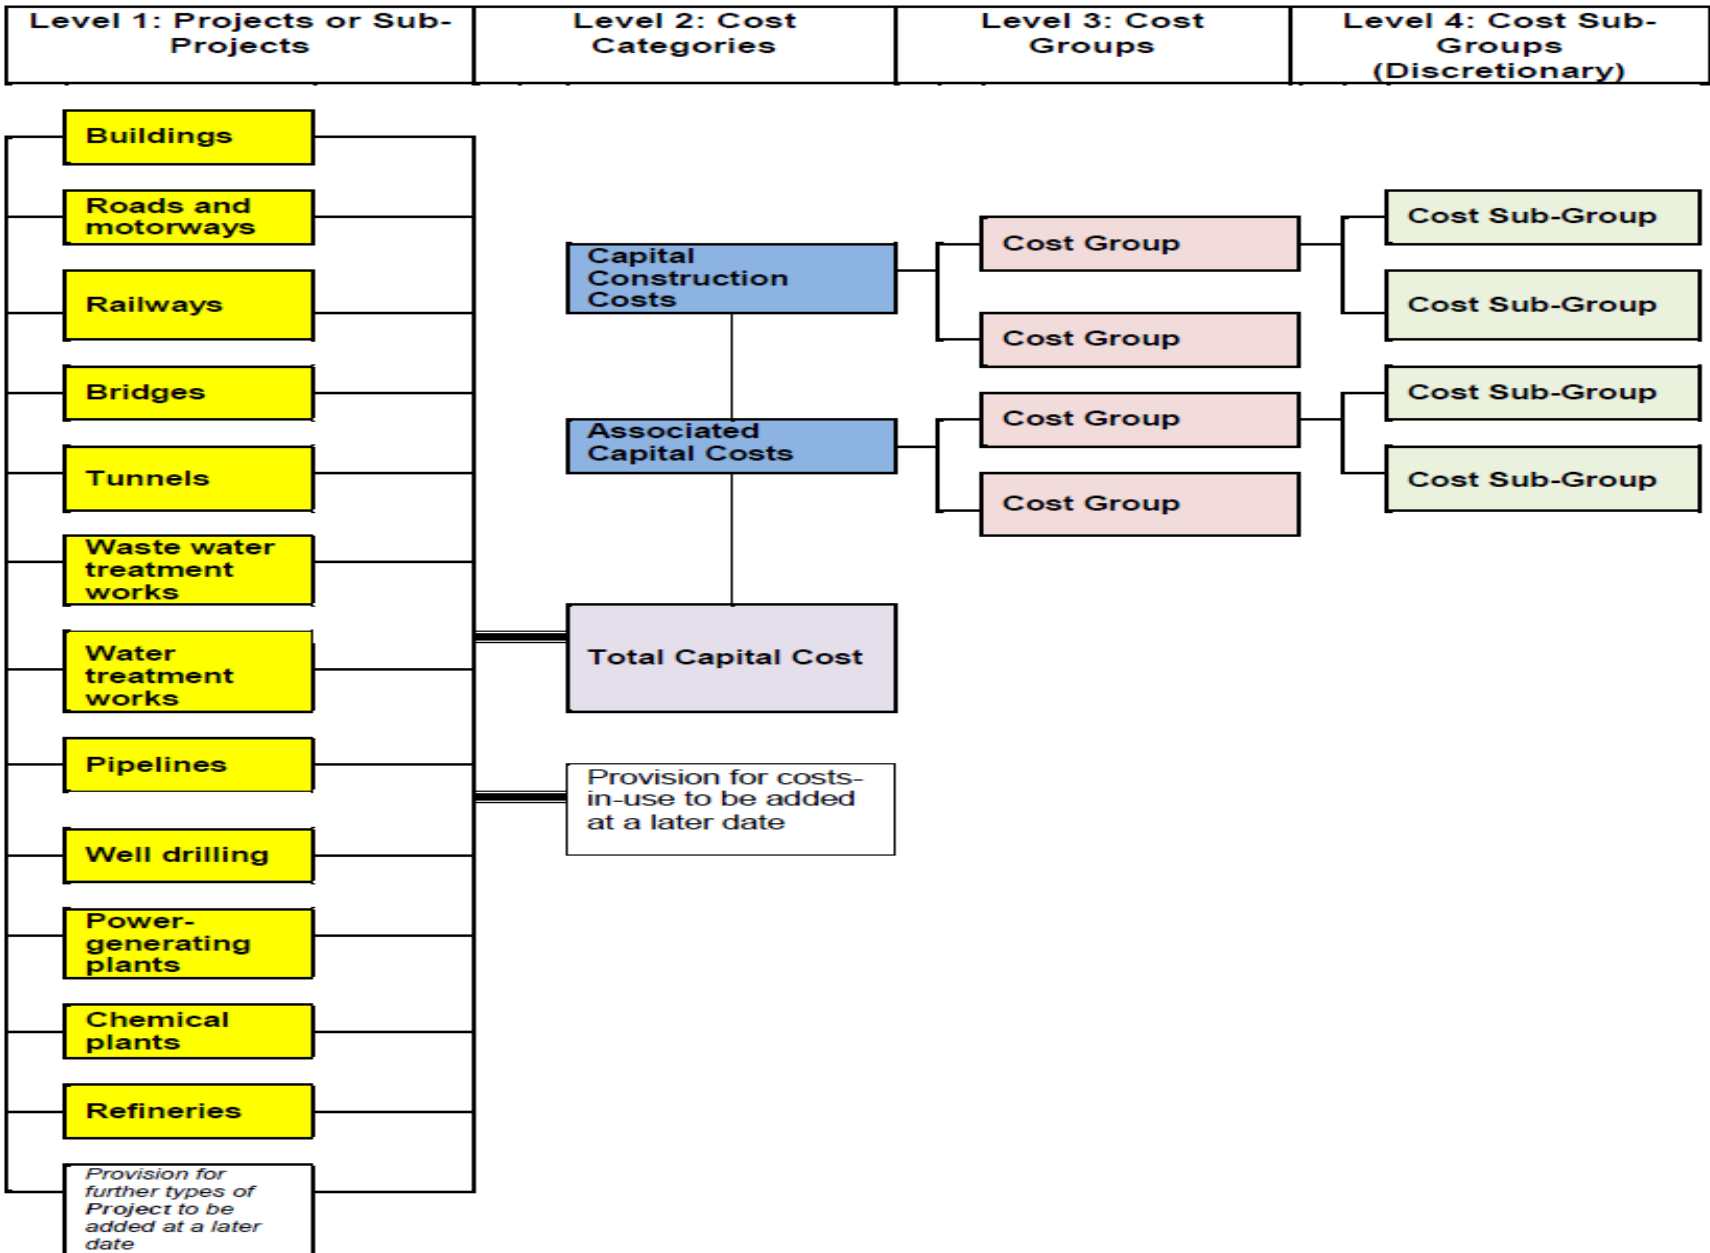 Level 1: Projects or Sub-
Projects
Level 2: Cost
Categories
Level 3: Cost
Groups
Level 4: Cost Sub-
Groups
(Discretionary)
Buildings
Roads and
motorways
Railways
Bridges
Tunnels
Waste water
treatment
works
Water
treatment
works
Pipelines
Well drilling
Power-
generating
plants
Chemical
plants
Refineries
Provision for
further types of
Project to be
added at a later
date
Capital
Construction
Costs
Associated
Capital Costs
Total Capital Cost
Provision for costs-
in-use to be added
at a later date
Cost Group
Cost Group
Cost Group
Cost Group
Cost Sub-Group
Cost Sub-Group
Cost Sub-Group
Cost Sub-Group